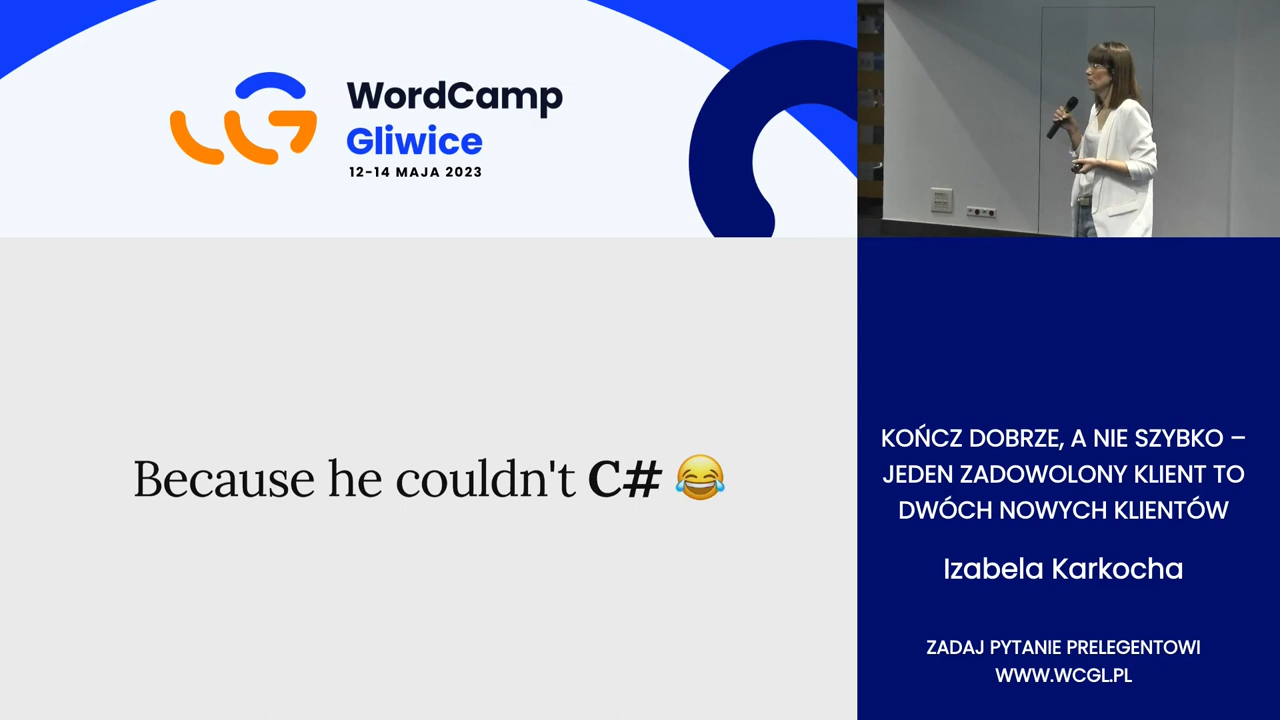 WordCamp
Gliwice
12-14 MAJA 2023
Because he couldn't C# 😂
KOŃCZ DOBRZE, A NIE SZYBKO –
JEDEN ZADOWOLONY KLIENT TO
DWÓCH NOWYCH KLIENTÓW
Izabela Karkocha
ZADAJ PYTANIE PRELEGENTOWI
WWW.WCGL.PL